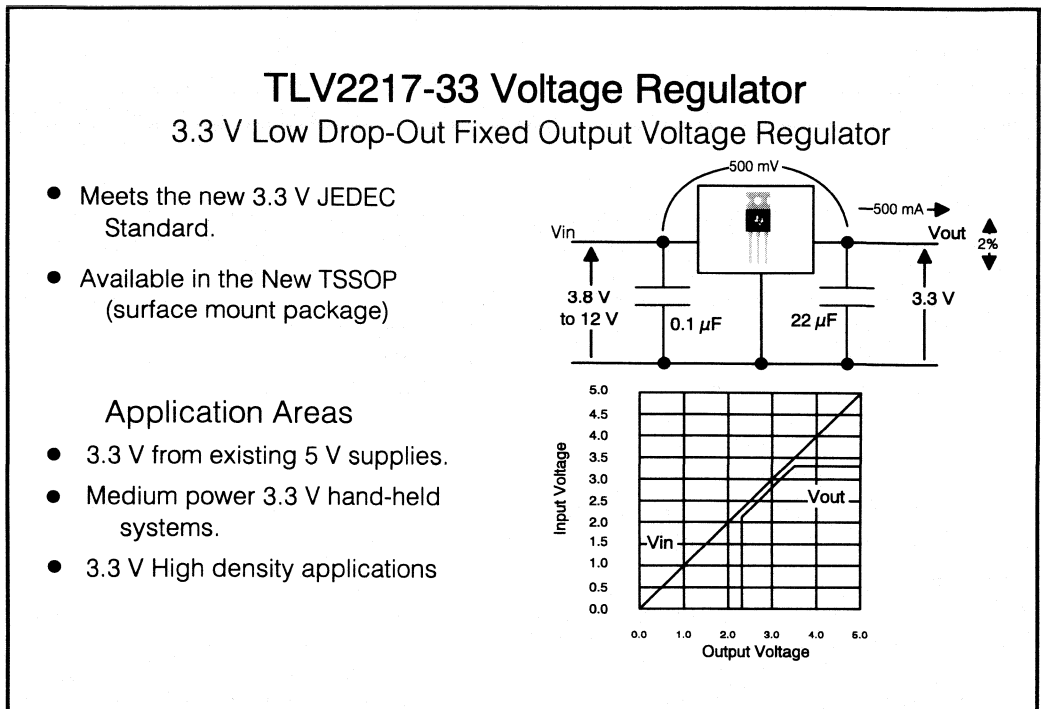 TLV2217-33 Voltage Regulator
3.3 V Low Drop-Out Fixed Output Voltage Regulator
● Meets the new 3.3 V JEDEC
Standard.
● Available in the New TSSOP
(surface mount package)
Application Areas
● 3.3 V from existing 5 V supplies.
● Medium power 3.3 V hand-held
systems.
● 3.3 V High density applications
500 mV
500 mA
Vin
Vout
2%
3.8 V
to 12 V
0.1 µF
22 µF
3.3 V
5.0
4.5
4.0
3.5
3.0
2.5
2.0
1.5
1.0
0.5
0.0
Input Voltage
Vout
Vin
0.0 1.0 2.0 3.0 4.0 5.0
Output Voltage